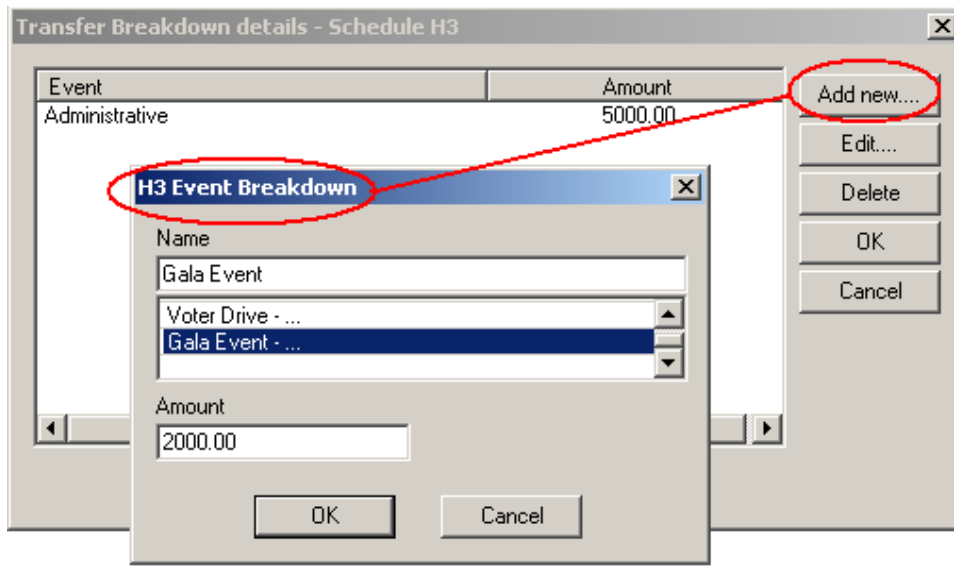 Transfer Breakdown details - Schedule H3
Event Amount
Administrative 5000.00
Add new....
Edit....
Delete
OK
Cancel
H3 Event Breakdown
Name
Gala Event
Voter Drive - ...
Gala Event - ...
Amount
2000.00
OK Cancel